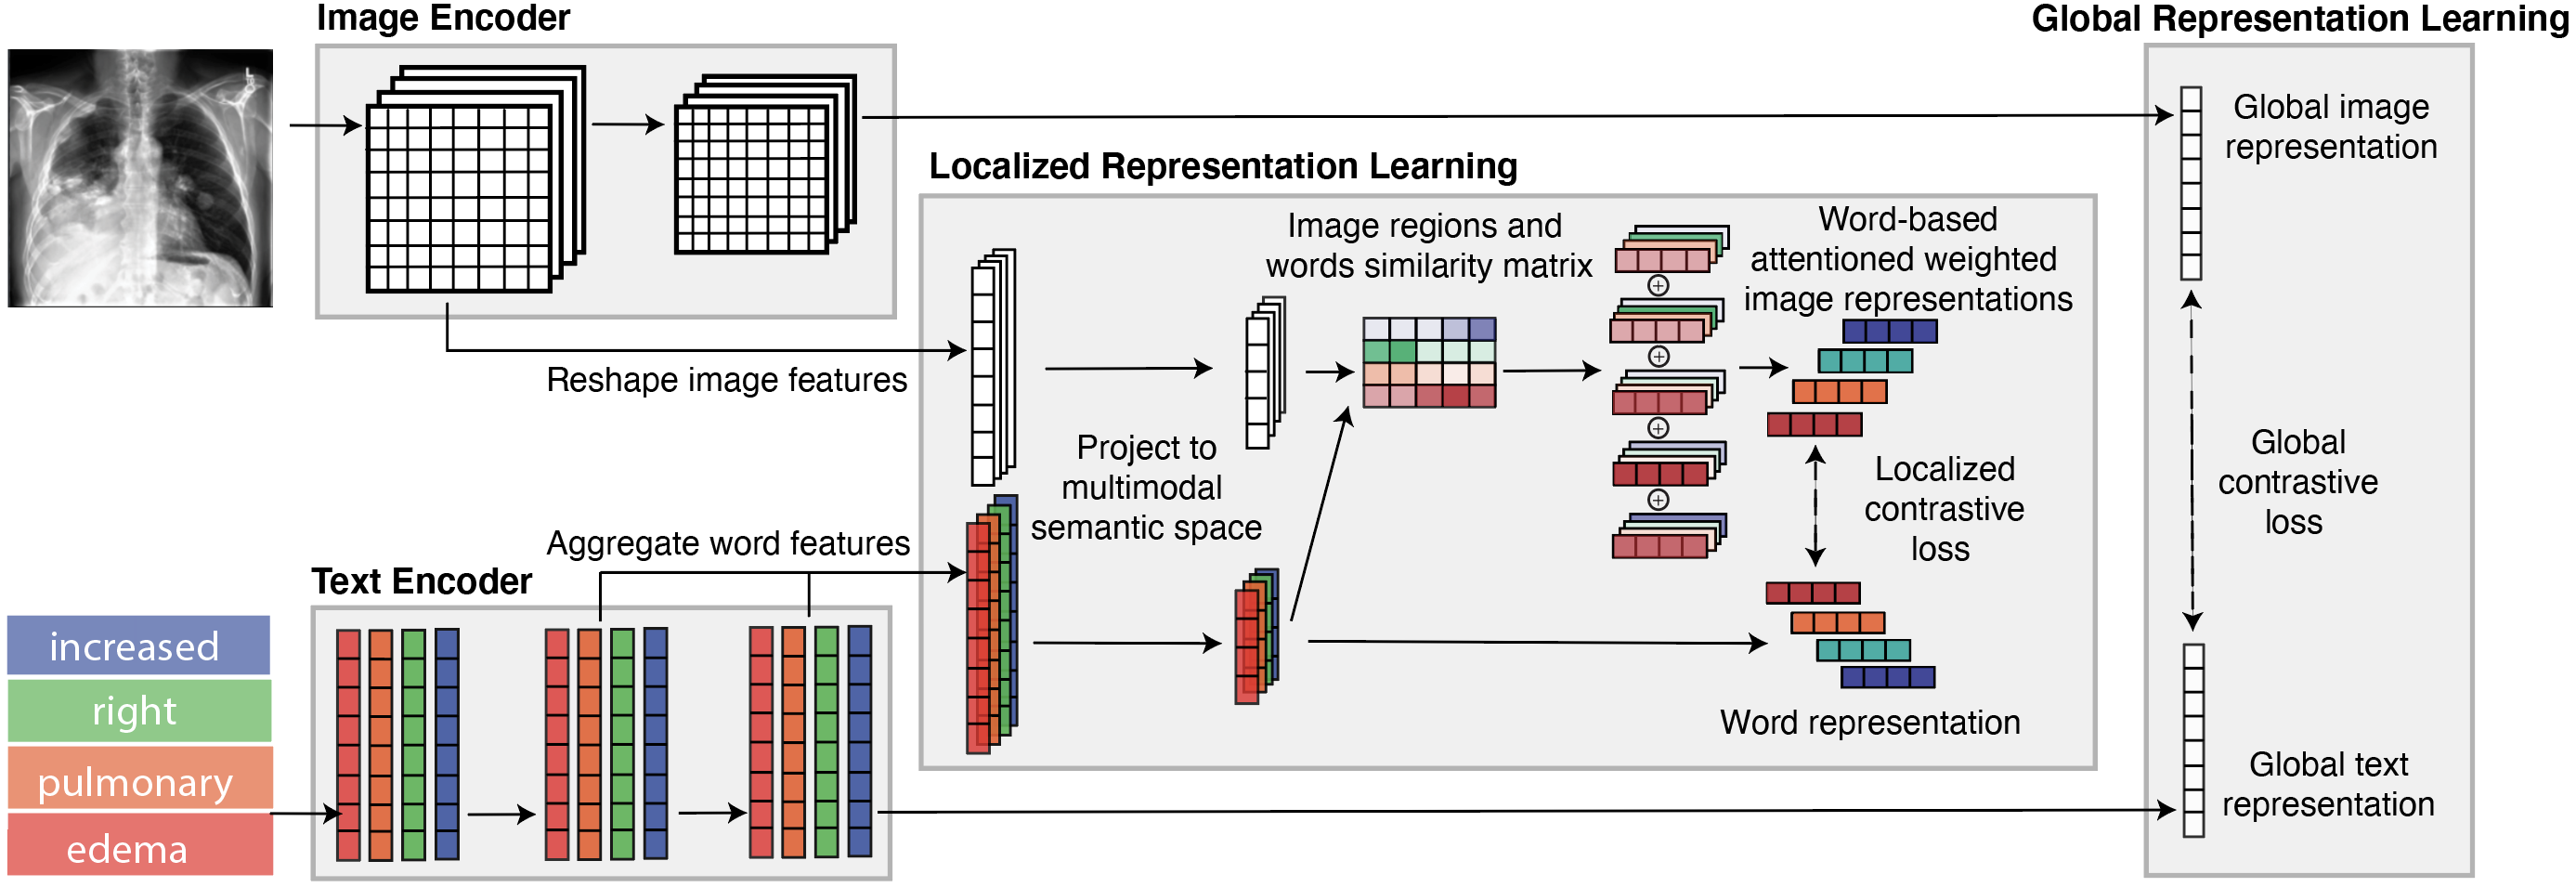 Image Encoder
Global Representation Learning
L
Global image
representation
Localized Representation Learning
Image regions and
words similarity matrix
Word-based
attentioned weighted
image representations
Reshape image features
Project to
multimodal
semantic space
Localized
contrastive
loss
Global
contrastive
loss
Aggregate word features
Text Encoder
increased
right
pulmonary
edema
Word representation
Global text
representation